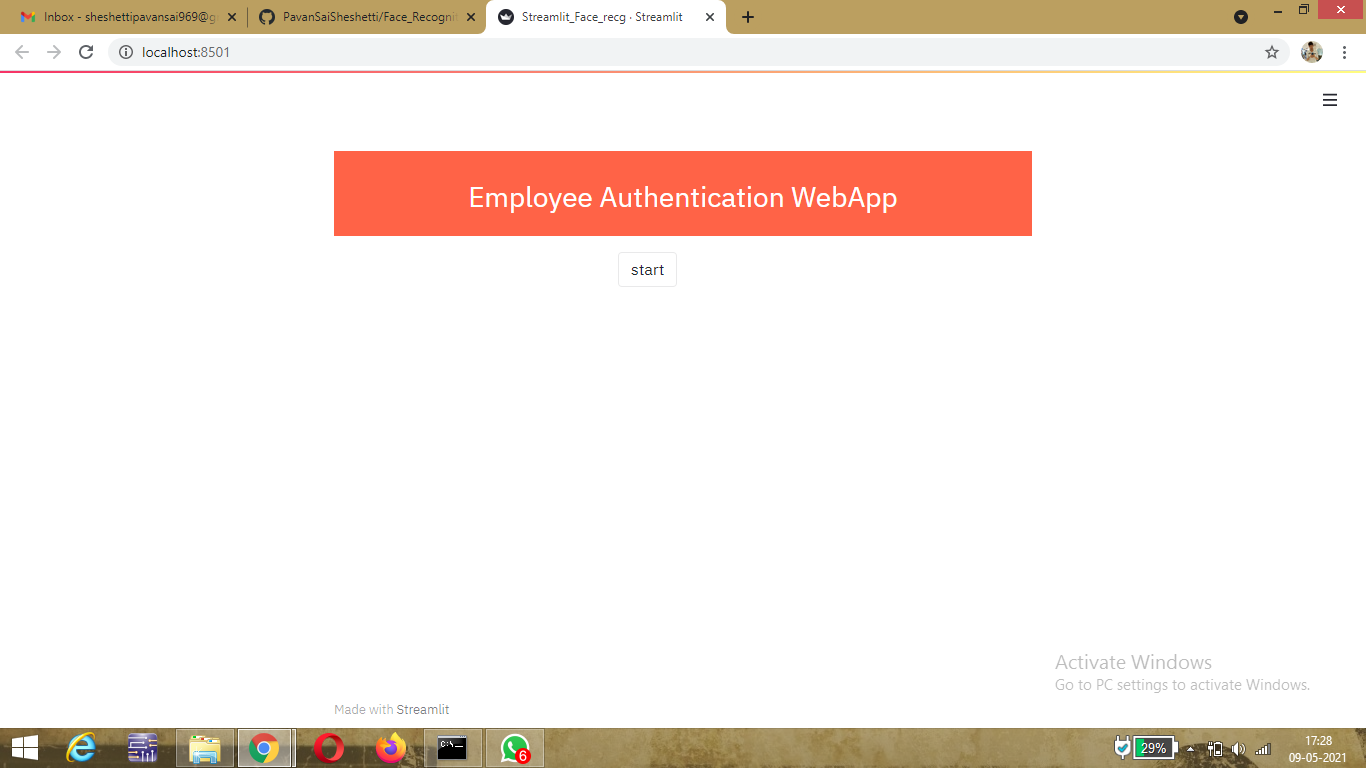 Inbox - sheshettipavansai969@g
PavanSaiSheshetti/Face_Recognit
Streamlit_Face_recg · Streamlit
localhost:8501
Employee Authentication WebApp
start
Activate Windows
Go to PC settings to activate Windows.
Made with Streamlit
C:\
6
29%
17:28
09-05-2021